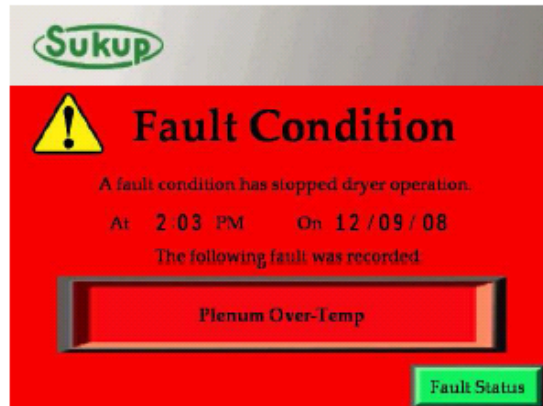 Sukup
Fault Condition
A fault condition has stopped dryer operation.
At 2:03 PM On 12/09/08
The following fault was recorded:
Plenum Over-Temp
Fault Status